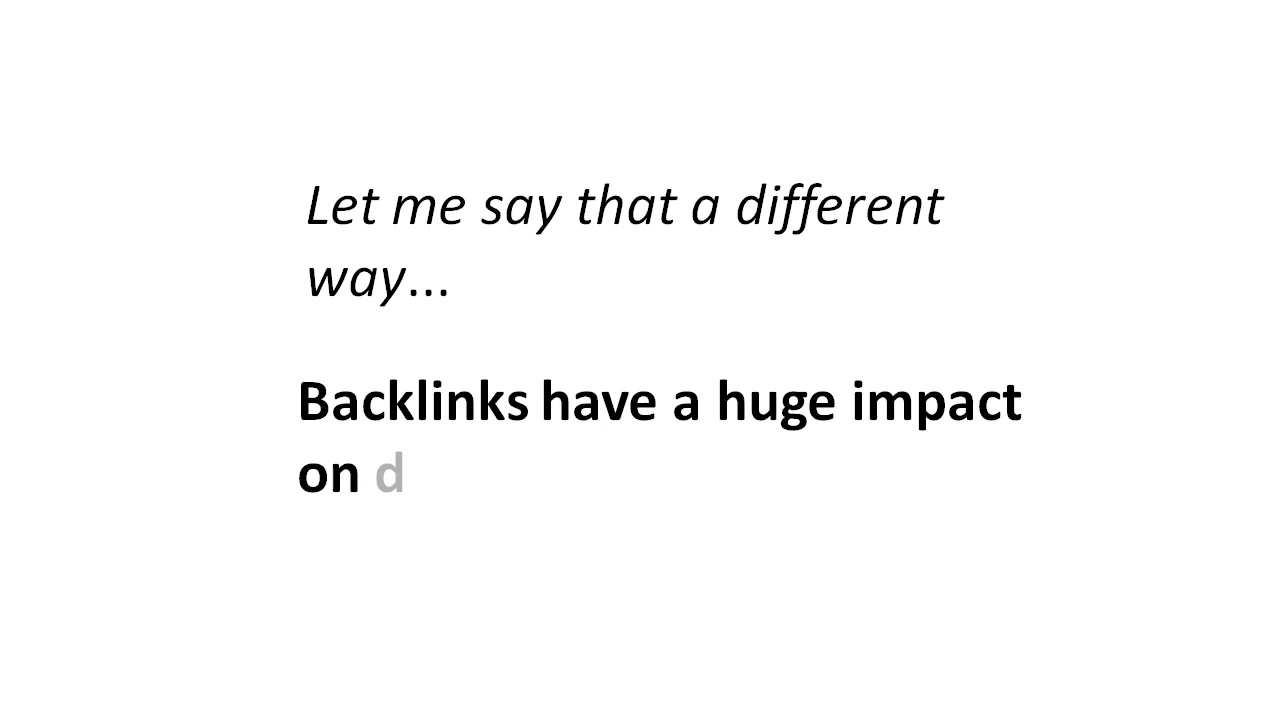 Let me say that a different
way...
Backlinks have a huge impact
on d